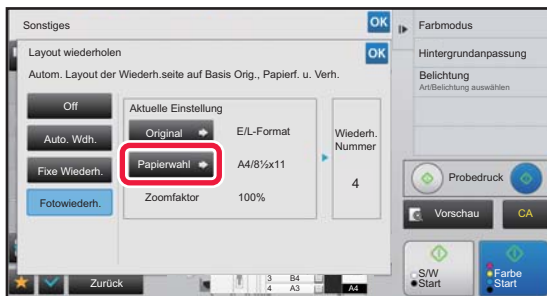 Sonstiges
OK
Layout wiederholen
OK
Autom. Layout der Wiederh.seite auf Basis Orig., Papierf. u. Verh.
Off
Auto. Wdh.
Fixe Wiederh.
Fotowiederh.
Aktuelle Einstellung
Original
E/L-Format
Papierwahl
A4/8½x11
Zoomfaktor
100%
Wiederh.
Nummer
4
Zurück
3 B4
4 A3
A4
Farbmodus
Hintergrundanpassung
Belichtung
Art/Belichtung auswählen
Probedruck
Vorschau
CA
S/W
Start
Farbe
Start